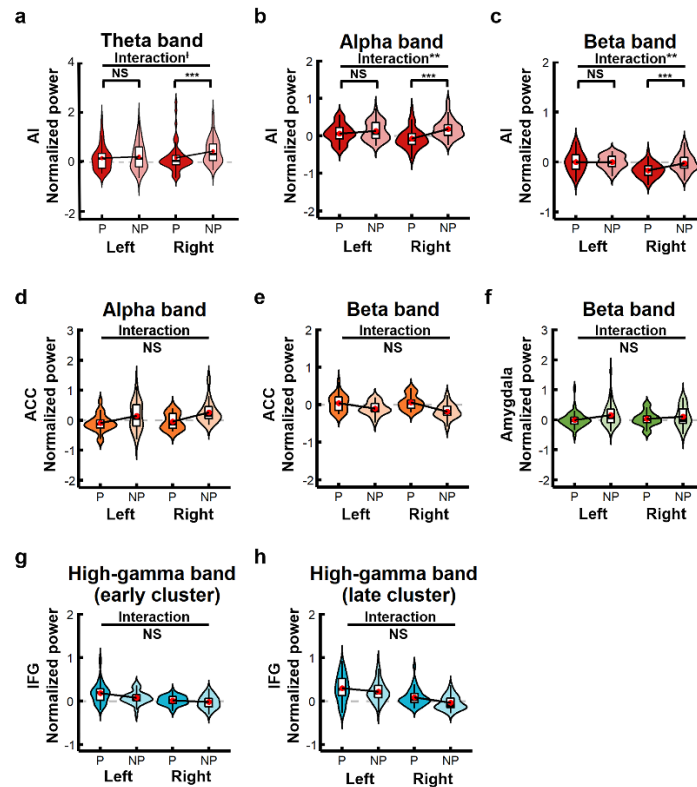 a
Theta band
Interactionᶧ
NS
***
AI
Normalized power
4
2
0
-2
P
NP
P
NP
Left
Right
b
Alpha band
Interaction**
NS
***
AI
Normalized power
2
1
0
-1
-2
P
NP
P
NP
Left
Right
c
Beta band
Interaction**
NS
***
AI
Normalized power
2
1
0
-1
P
NP
P
NP
Left
Right
d
Alpha band
Interaction
NS
ACC
Normalized power
3
2
1
0
-1
-2
P
NP
P
NP
Left
Right
e
Beta band
Interaction
NS
ACC
Normalized power
2
1
0
-1
-2
P
NP
P
NP
Left
Right
f
Beta band
Interaction
NS
Amygdala
Normalized power
3
2
1
0
-1
-2
P
NP
P
NP
Left
Right
g
High-gamma band
(early cluster)
Interaction
NS
IFG
Normalized power
2
1
0
-1
P
NP
P
NP
Left
Right
h
High-gamma band
(late cluster)
Interaction
NS
IFG
Normalized power
2
1
0
-1
P
NP
P
NP
Left
Right